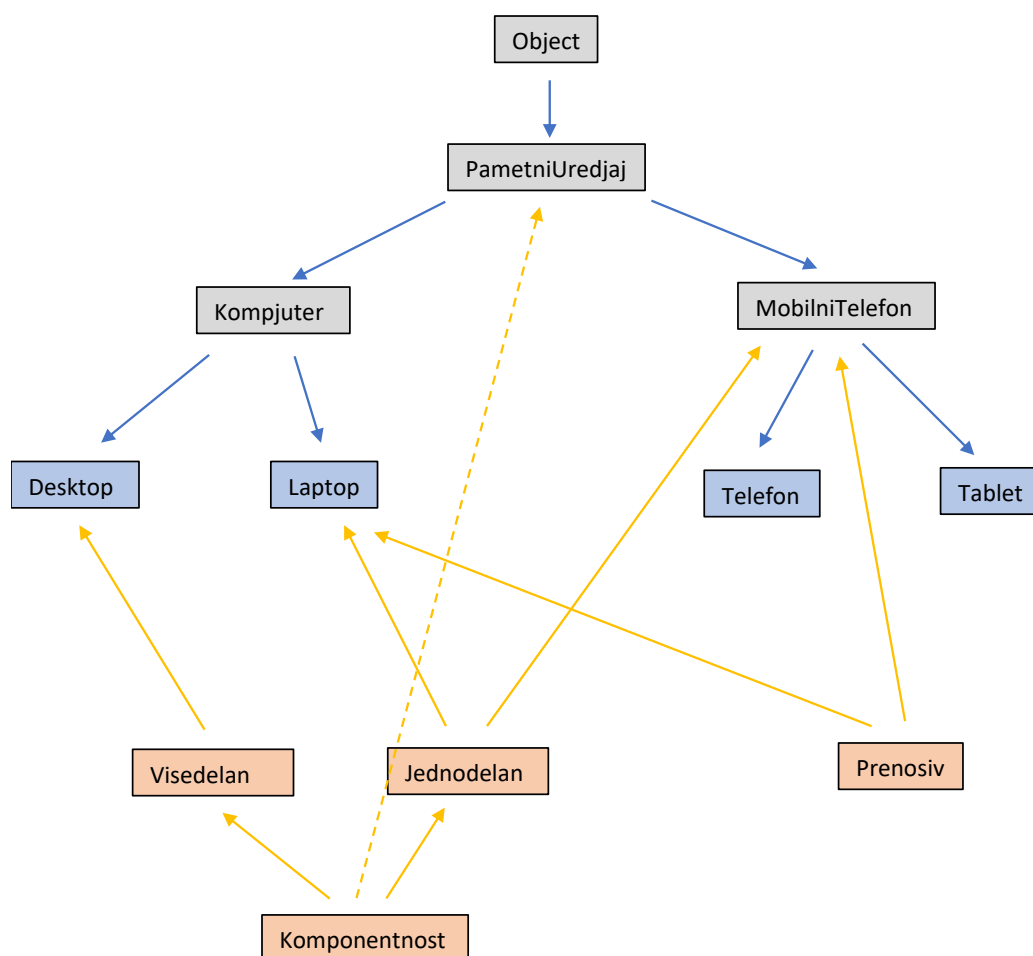 Object
PametniUredjaj
Kompjuter
MobilniTelefon
Desktop
Laptop
Telefon
Tablet
Visedelan
Jednodelan
Prenosiv
Komponentnost